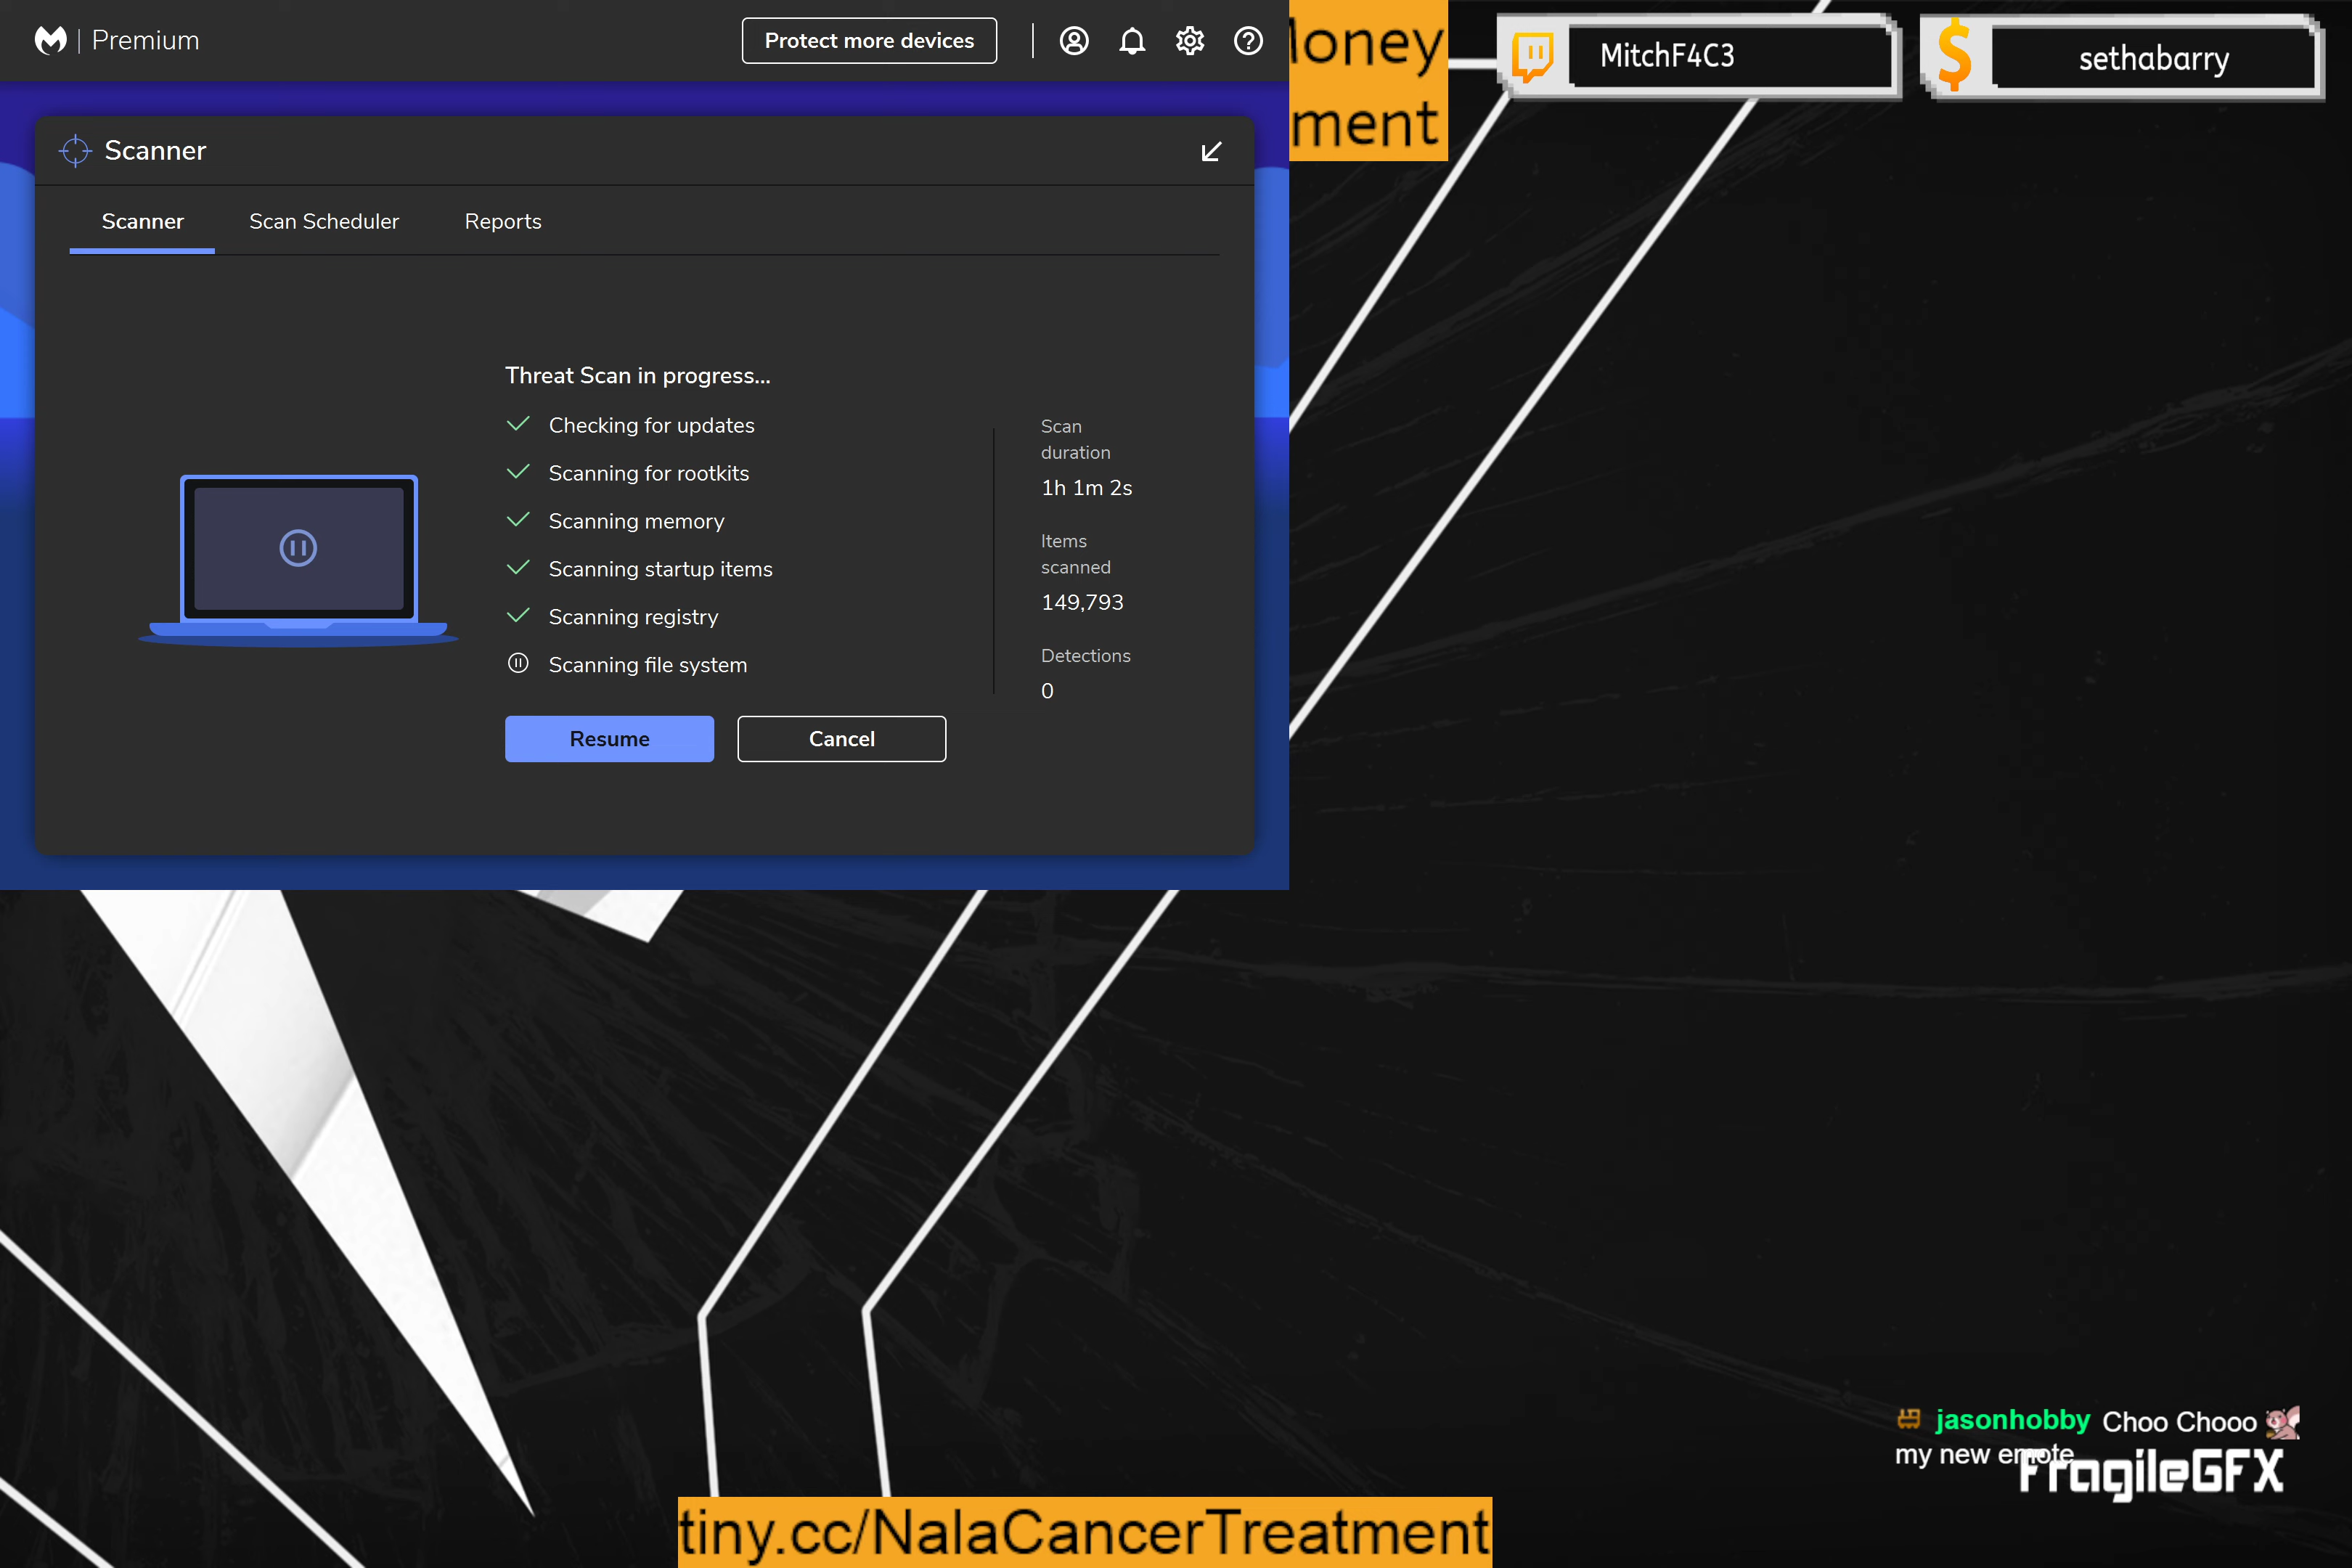 Premium
Protect more devices
Scanner
Scanner
Scan Scheduler
Reports
Threat Scan in progress...
Checking for updates
Scanning for rootkits
Scanning memory
Scanning startup items
Scanning registry
Scanning file system
Resume
Cancel
Scan
duration
1h 1m 2s
Items
scanned
149,793
Detections
0
oney
ment
MitchF4C3
$ sethabarry
jasonhobby Choo Chooo
my new emote
FragileGFX
tiny.cc/NalaCancerTreatment